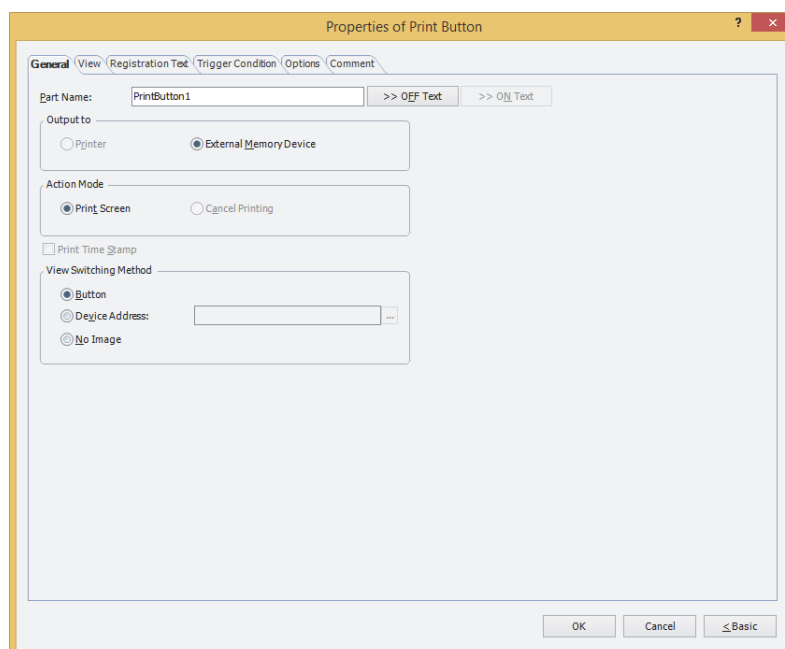 Properties of Print Button
?
General View Registration Text Trigger Condition Options Comment
Part Name: PrintButton1 >> OFF Text >> ON Text
Output to
Printer External Memory Device
Action Mode
Print Screen Cancel Printing
Print Time Stamp
View Switching Method
Button
Device Address: ...
No Image
OK Cancel < Basic